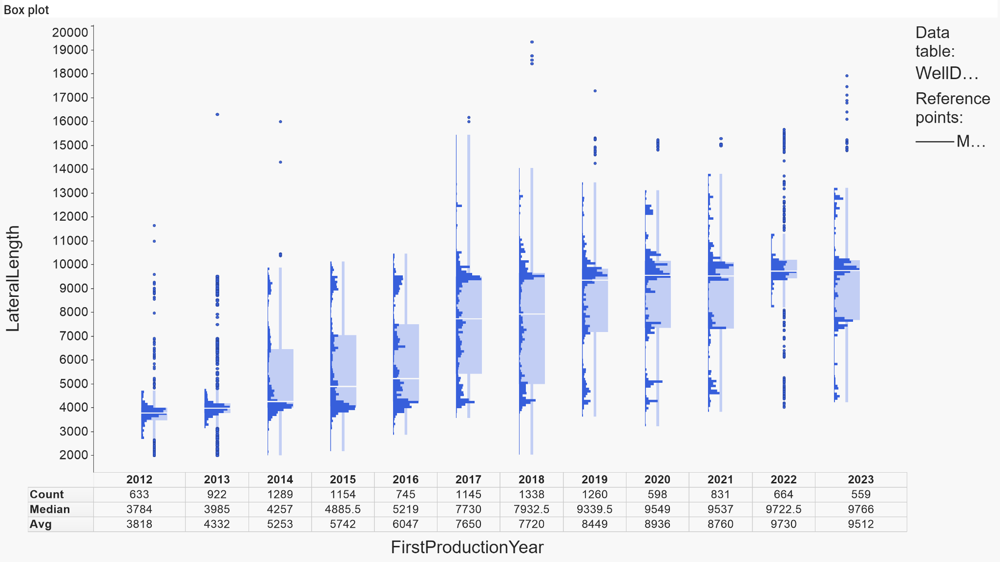 Box plot
20000
19000
18000
17000
16000
15000
14000
13000
12000
11000
10000
9000
8000
7000
6000
5000
4000
3000
2000
LateralLength
2012 2013 2014 2015 2016 2017 2018 2019 2020 2021 2022 2023
Count 633 922 1289 1154 745 1145 1338 1260 598 831 664 559
Median 3784 3985 4257 4885.5 5219 7730 7932.5 9339.5 9549 9537 9722.5 9766
Avg 3818 4332 5253 5742 6047 7650 7720 8449 8936 8760 9730 9512
FirstProductionYear
Data
table:
WellD…
Reference
points:
M…